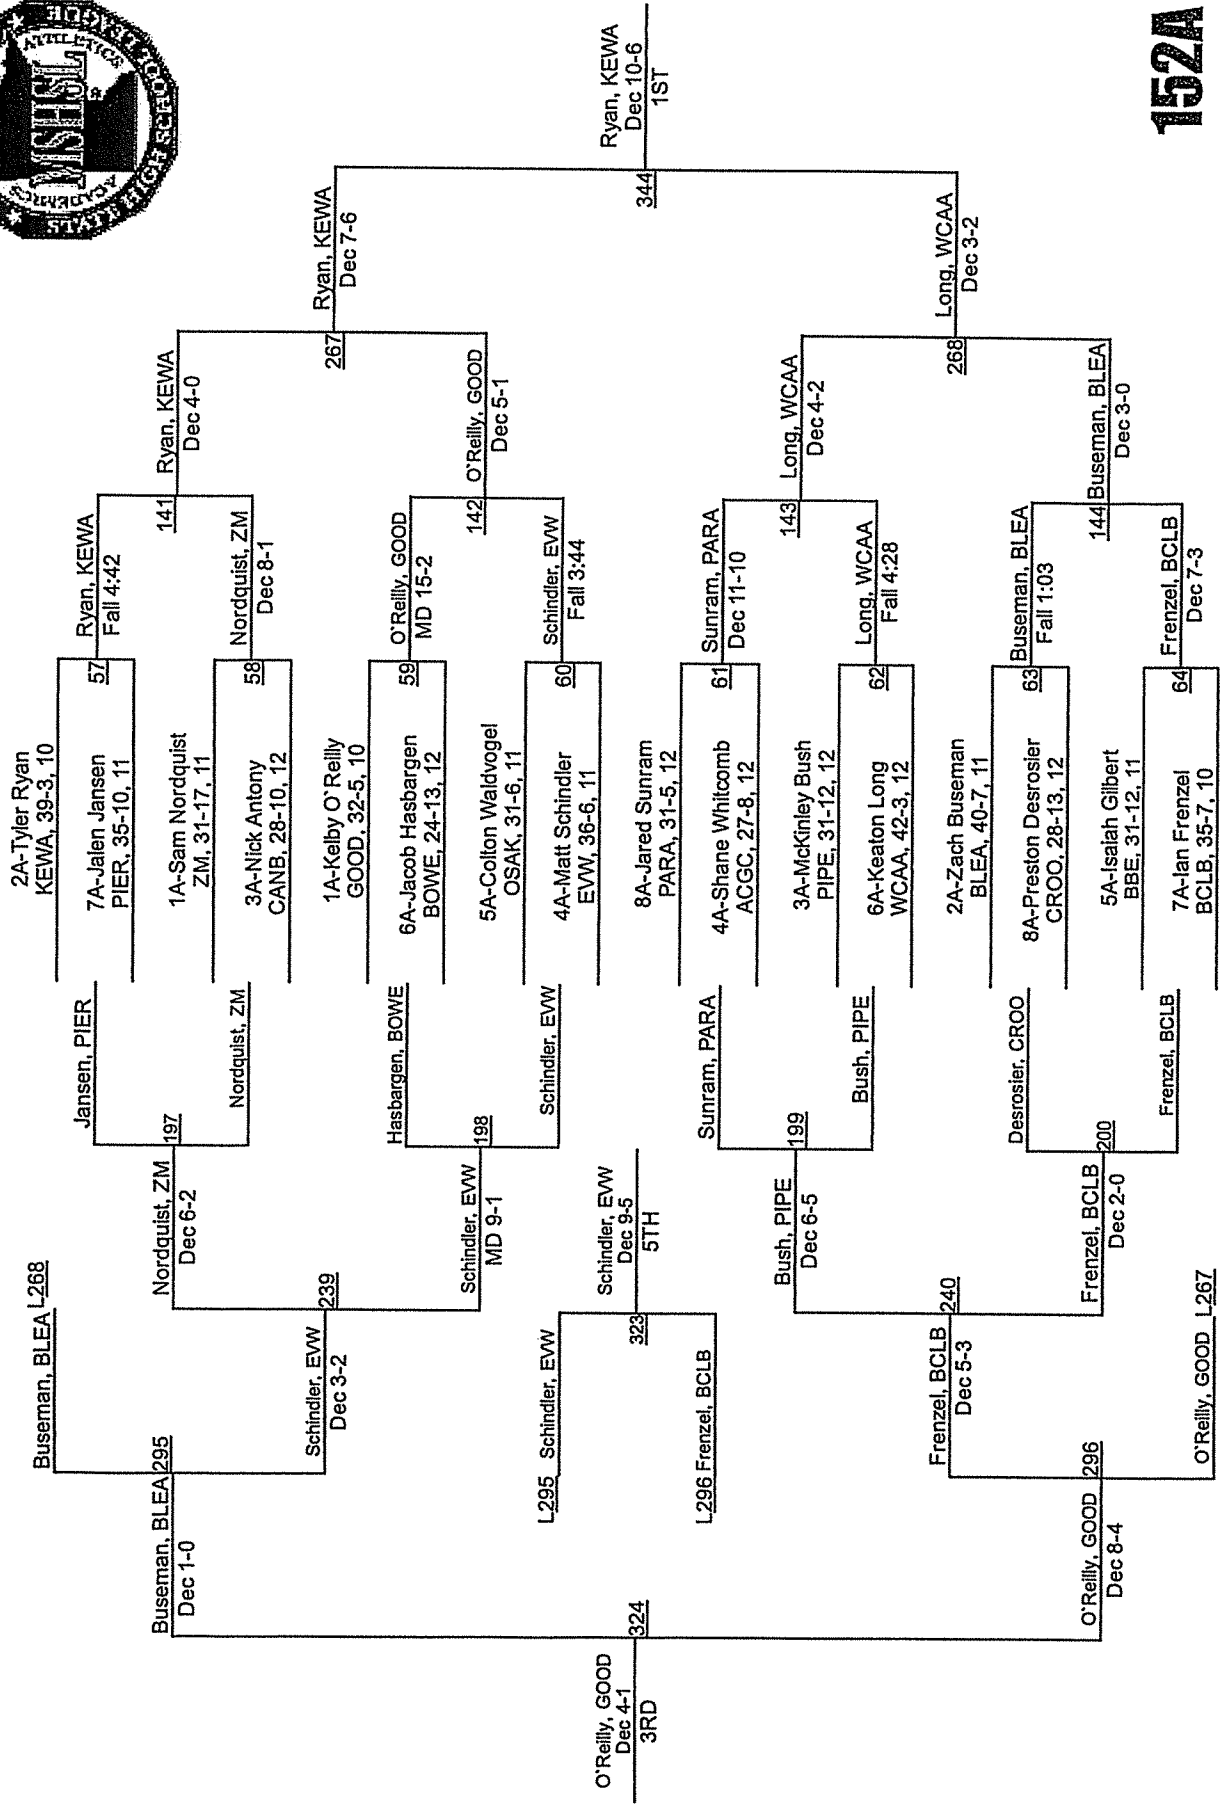 STATE HIGH SCHOOL LEAGUE
ATHLETICS
MSHSL
ACADEMICS
152A
2A-Tyler Ryan
KEWA, 39-3, 10
7A-Jalen Jansen
PIER, 35-10, 11
1A-Sam Nordquist
ZM, 31-17, 11
3A-Nick Antony
CANB, 28-10, 12
1A-Kelby O`Reilly
GOOD, 32-5, 10
6A-Jacob Hasbargen
BOWE, 24-13, 12
5A-Colton Waldvogel
OSAK, 31-6, 11
4A-Matt Schindler
EVW, 36-6, 11
8A-Jared Sunram
PARA, 31-5, 12
4A-Shane Whitcomb
ACGC, 27-8, 12
3A-McKinley Bush
PIPE, 31-12, 12
6A-Keaton Long
WCAA, 42-3, 12
2A-Zach Buseman
BLEA, 40-7, 11
8A-Preston Desrosier
CROO, 28-13, 12
5A-Isaiah Gilbert
BBE, 31-12, 11
7A-Ian Frenzel
BCLB, 35-7, 10
57
Ryan, KEWA
Fall 4:42
58
Nordquist, ZM
Dec 8-1
59
O`Reilly, GOOD
MD 15-2
60
Schindler, EVW
Fall 3:44
61
Sunram, PARA
Dec 11-10
62
Long, WCAA
Fall 4:28
63
Buseman, BLEA
Fall 1:03
64
Frenzel, BCLB
Dec 7-3
141
Ryan, KEWA
Dec 4-0
142
O`Reilly, GOOD
Dec 5-1
143
Long, WCAA
Dec 4-2
144
Buseman, BLEA
Dec 3-0
267
Ryan, KEWA
Dec 7-6
268
Long, WCAA
Dec 3-2
344
Ryan, KEWA
Dec 10-6
1ST
Jansen, PIER
197
Nordquist, ZM
Hasbargen, BOWE
198
Schindler, EVW
Sunram, PARA
199
Bush, PIPE
Desrosier, CROO
200
Frenzel, BCLB
Nordquist, ZM
Dec 6-2
239
Schindler, EVW
MD 9-1
Bush, PIPE
Dec 6-5
240
Frenzel, BCLB
Dec 2-0
Buseman, BLEA L268
295
Schindler, EVW
Dec 3-2
Frenzel, BCLB
Dec 5-3
296
O`Reilly, GOOD L267
L295 Schindler, EVW
323
L296 Frenzel, BCLB
Schindler, EVW
Dec 9-5
5TH
Buseman, BLEA
Dec 1-0
324
O`Reilly, GOOD
Dec 8-4
O`Reilly, GOOD
Dec 4-1
3RD